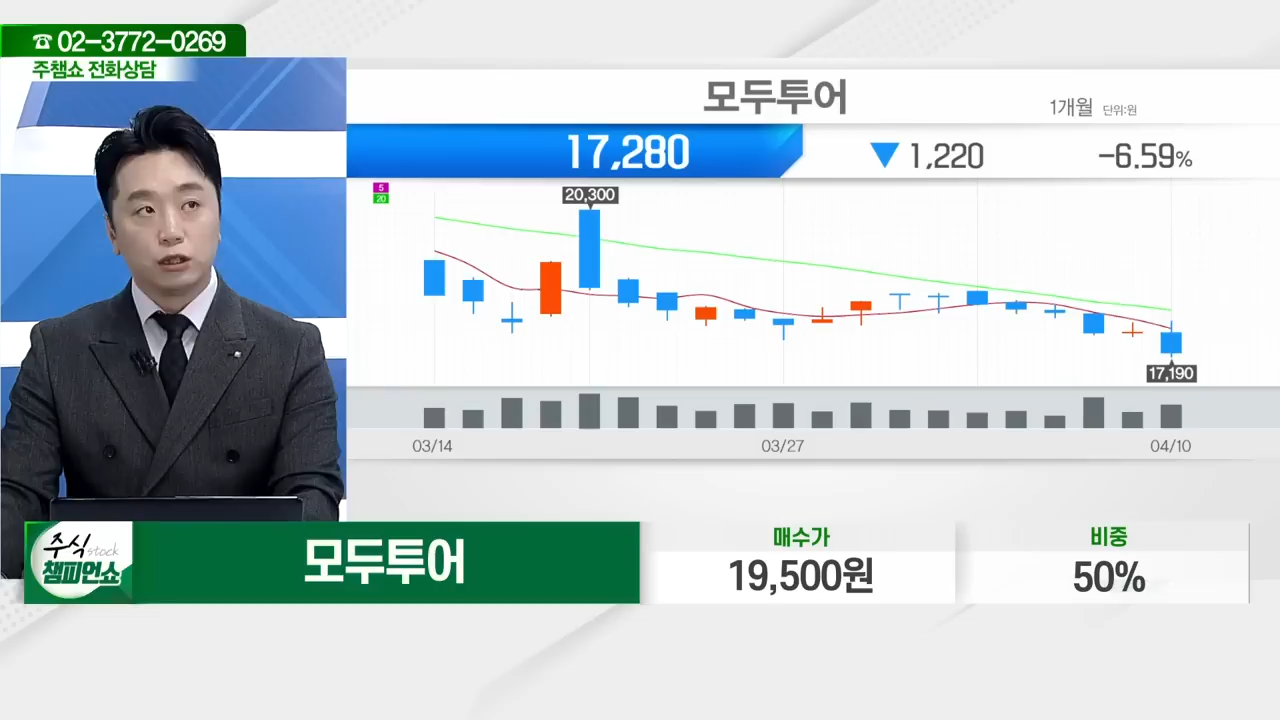 ☎ 02-3772-0269
주챔쇼 전화상담
모두투어
1개월 단위:원
17,280 ▼ 1,220 -6.59%
5
20
20,300
17,190
03/14 03/27 04/10
주식 stock
챔피언쇼
모두투어
매수가
19,500원
비중
50%